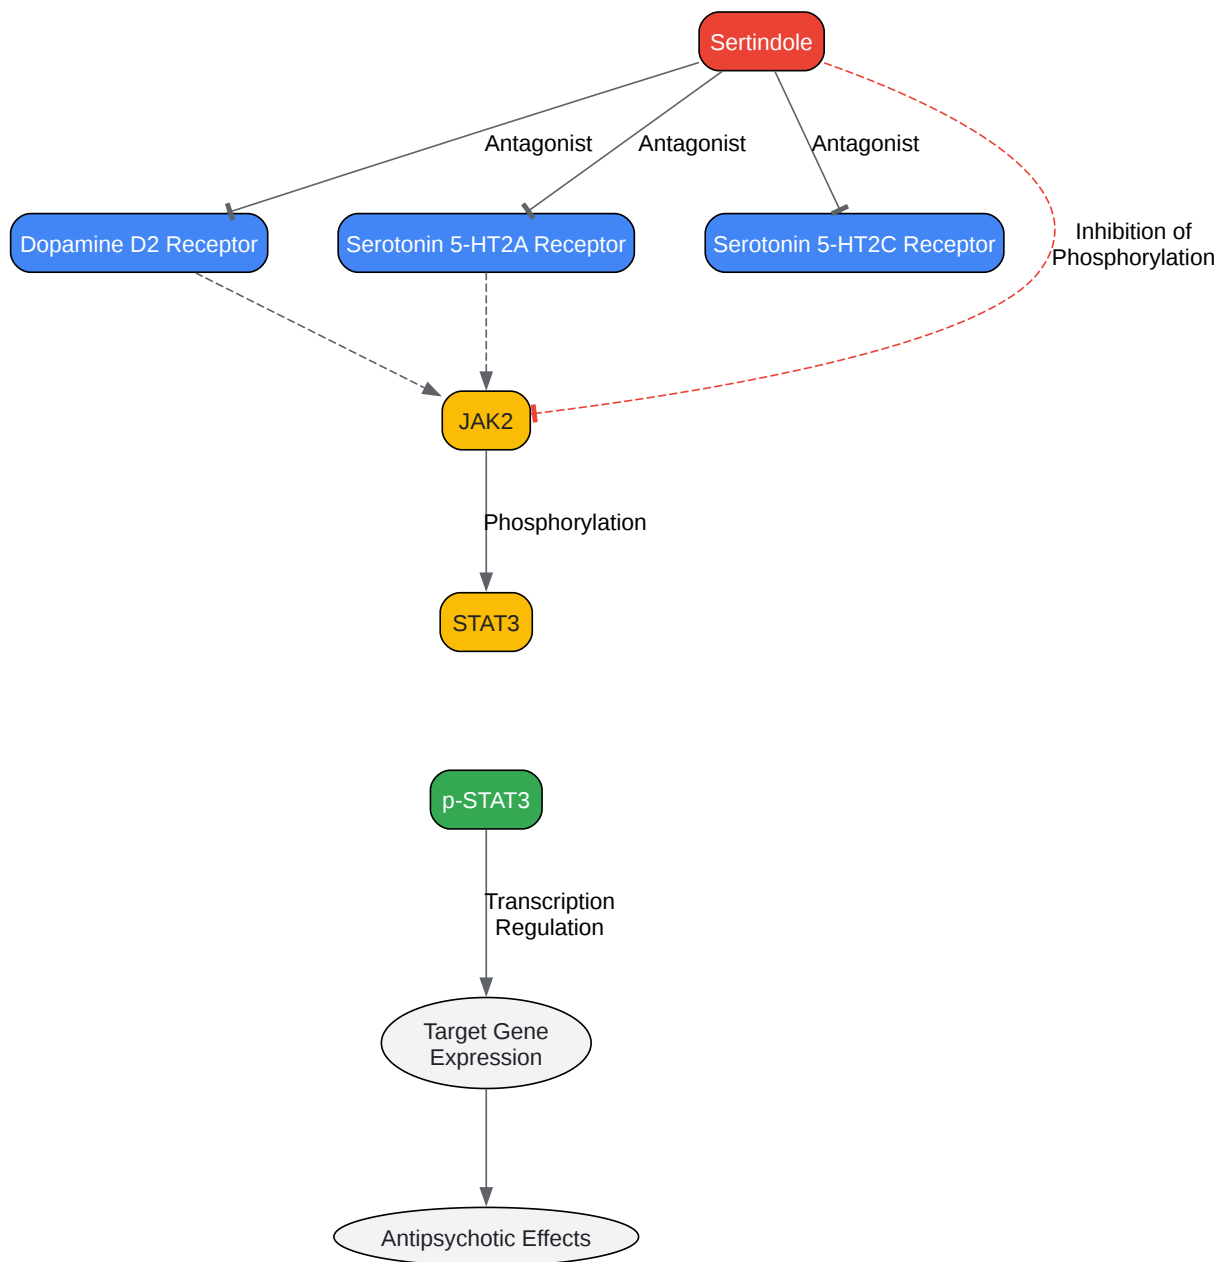 Sertindole
Antagonist
Antagonist
Antagonist
Dopamine D2 Receptor
Serotonin 5-HT2A Receptor
Serotonin 5-HT2C Receptor
Inhibition of
Phosphorylation
JAK2
Phosphorylation
STAT3
p-STAT3
Transcription
Regulation
Target Gene
Expression
Antipsychotic Effects